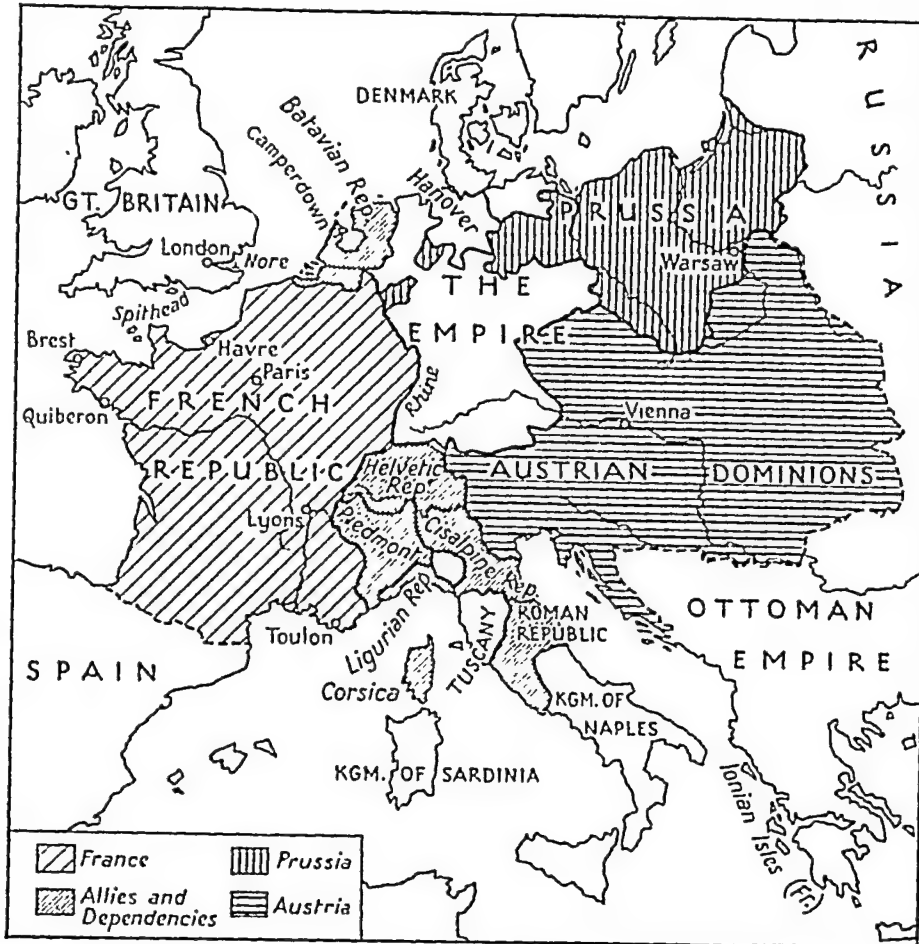 RUSSIA
DENMARK
Batavian Rep.
Camperdown
Hanover
GT. BRITAIN
PRUSSIA
London
Nore
Warsaw
THE
EMPIRE
Spithead
Brest
Havre
Paris
Rhine
FRENCH
Quiberon
Vienna
REPUBLIC
Helvetic
Rep.
AUSTRIAN
DOMINIONS
Lyons
Piedmont
Cisalpine Rep.
Ligurian Rep.
ROMAN
REPUBLIC
OTTOMAN
EMPIRE
Toulon
TUSCANY
SPAIN
Corsica
KGM. OF
NAPLES
KGM. OF SARDINIA
Ionian Isles (Fr.)
France
Prussia
Allies and
Dependencies
Austria